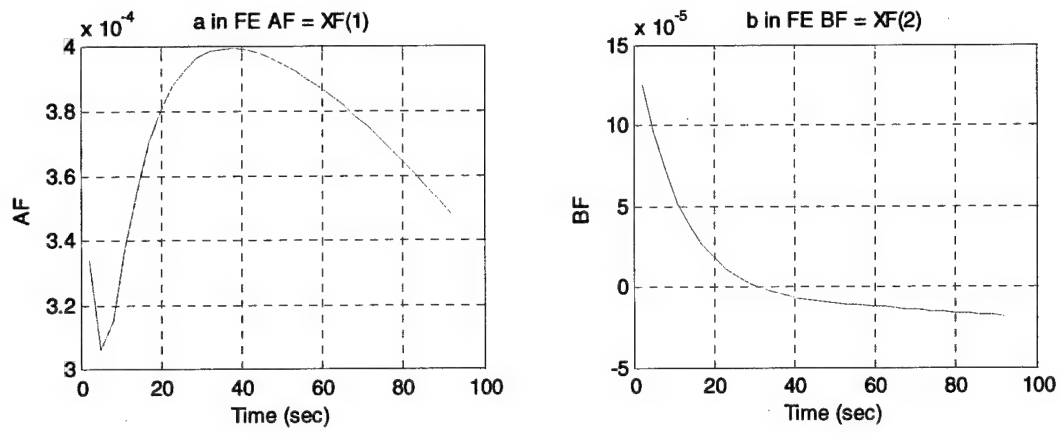 x 10⁻⁴
a in FE AF = XF(1)
4
3.8
3.6
3.4
3.2
3
AF
0
20
40
60
80
100
Time (sec)
x 10⁻⁵
b in FE BF = XF(2)
15
10
5
0
-5
BF
0
20
40
60
80
100
Time (sec)